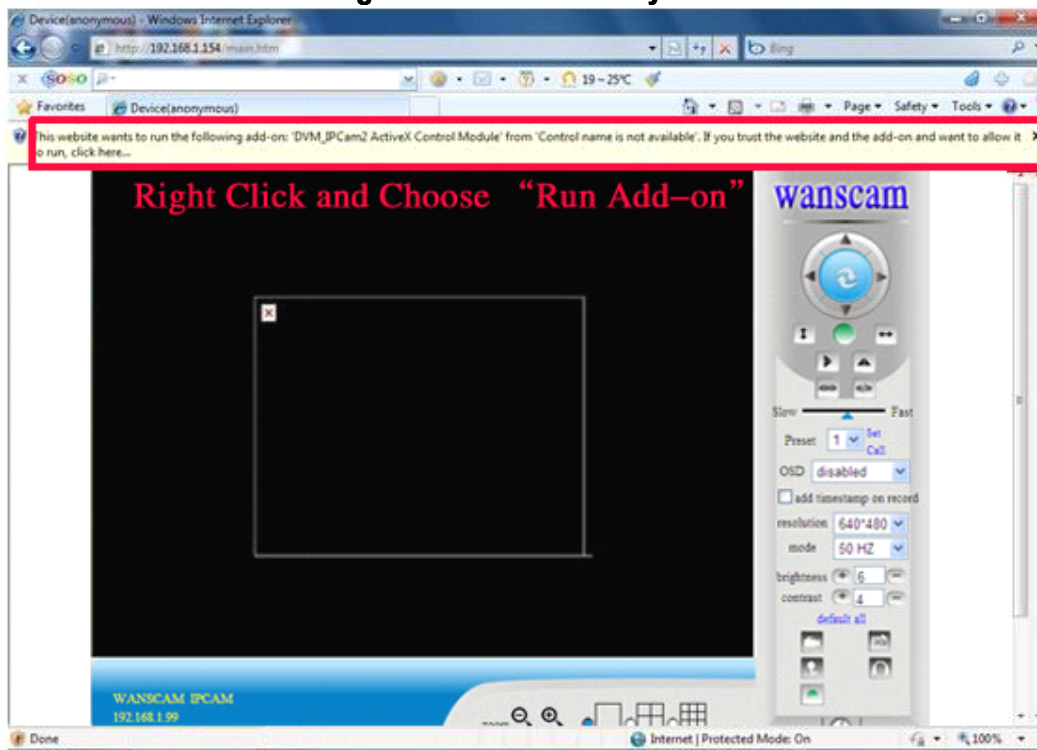 Device(anonymous) - Windows Internet Explorer
http://192.168.1.154/main.htm
Bing
SOSO
19~25℃
Favorites Device(anonymous) Page Safety Tools
This website wants to run the following add-on: 'DVM_IPCam2 ActiveX Control Module' from 'Control name is not available'. If you trust the website and the add-on and want to allow it
to run, click here...
Right Click and Choose “Run Add-on”
wanscam
Slow Fast
Preset 1 Set
Call
OSD disabled
add timestamp on record
resolution 640*480
mode 50 HZ
brightness 6
contrast 4
default all
WANSCAM IPCAM
192.168.1.99
zoom
Done Internet | Protected Mode: On 100%